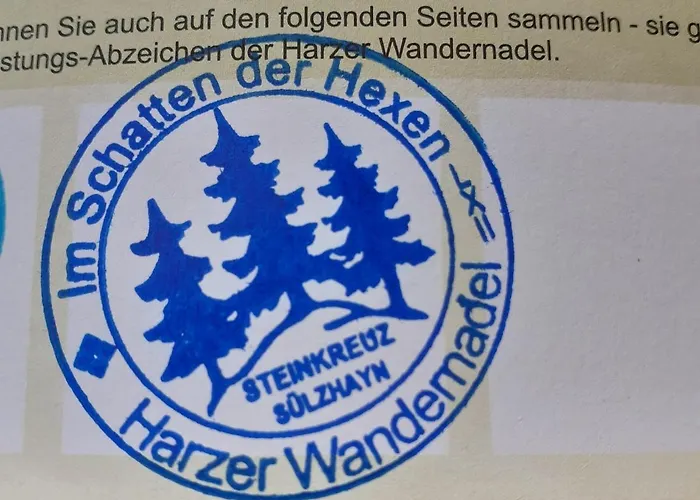 nnen Sie auch auf den folgenden Seiten sammeln - sie g
stungs-Abzeichen der Harzer Wandernadel.
Im Schatten der Hexen
STEINKREUZ
SÜLZHAYN
Harzer Wandernadel